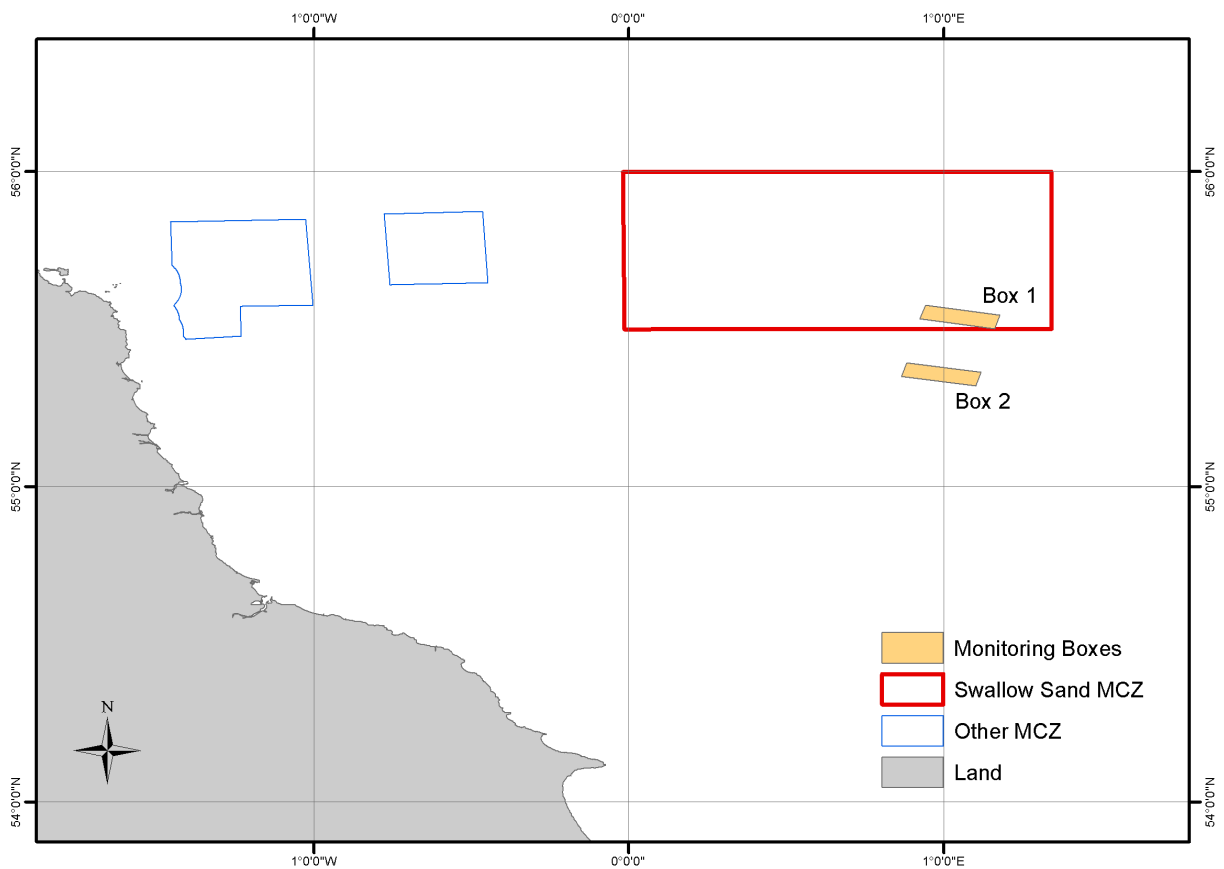 1°0'0"W 0°0'0" 1°0'0"E
56°0'0"N 56°0'0"N
Box 1
Box 2
55°0'0"N 55°0'0"N
Monitoring Boxes
Swallow Sand MCZ
N
Other MCZ
Land
54°0'0"N 54°0'0"N
1°0'0"W 0°0'0" 1°0'0"E